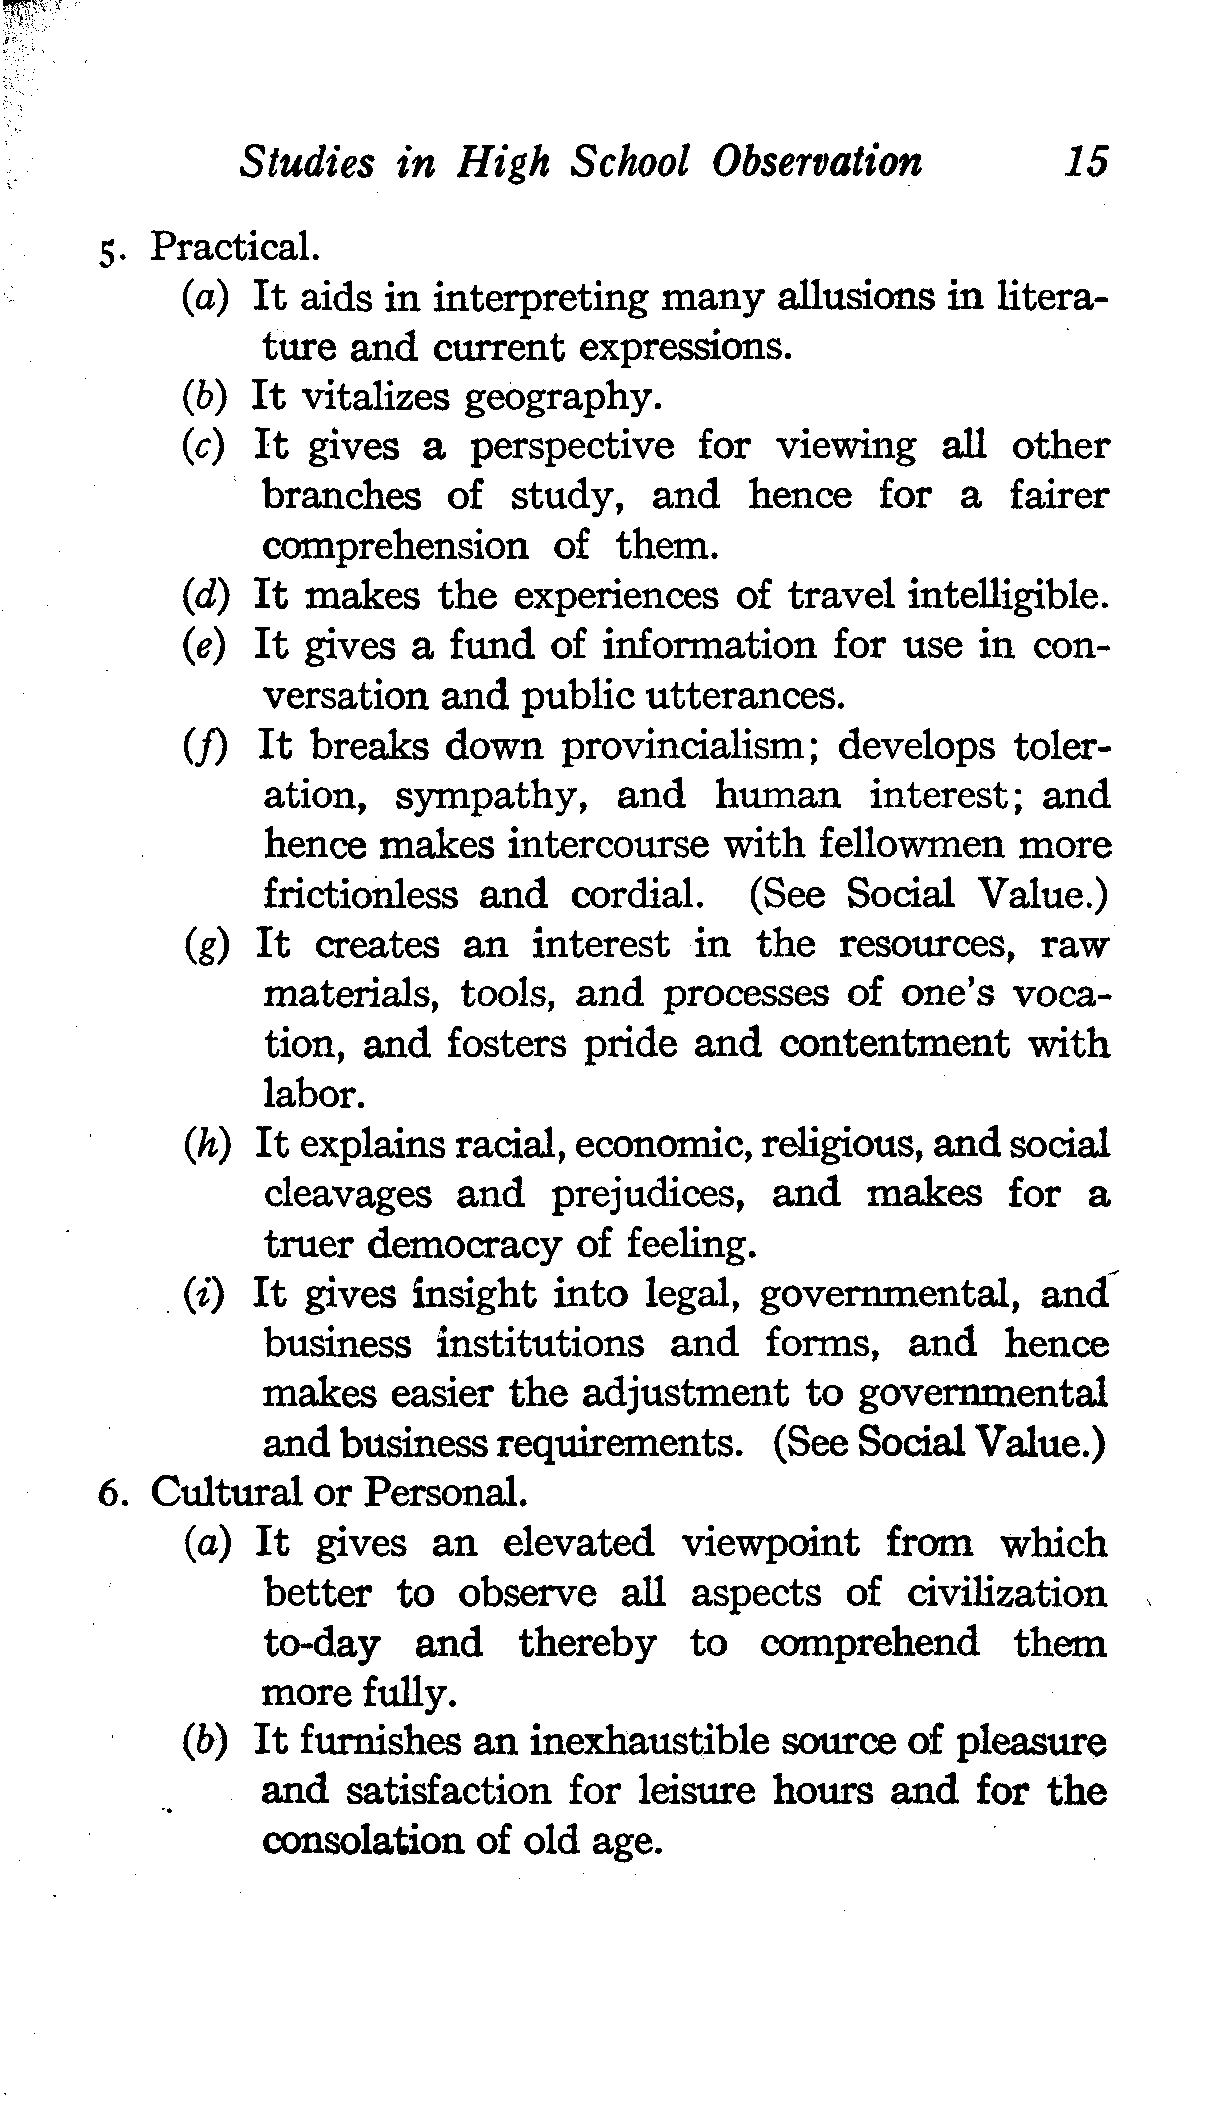 Studies in High School Observation 15
5. Practical.
(a) It aids in interpreting many allusions in litera-
ture and current expressions.
(b) It vitalizes geography.
(c) It gives a perspective for viewing all other
branches of study, and hence for a fairer
comprehension of them.
(d) It makes the experiences of travel intelligible.
(e) It gives a fund of information for use in con-
versation and public utterances.
(f) It breaks down provincialism; develops toler-
ation, sympathy, and human interest; and
hence makes intercourse with fellowmen more
frictionless and cordial. (See Social Value.)
(g) It creates an interest in the resources, raw
materials, tools, and processes of one's voca-
tion, and fosters pride and contentment with
labor.
(h) It explains racial, economic, religious, and social
cleavages and prejudices, and makes for a
truer democracy of feeling.
(i) It gives insight into legal, governmental, and
business institutions and forms, and hence
makes easier the adjustment to governmental
and business requirements. (See Social Value.)
6. Cultural or Personal.
(a) It gives an elevated viewpoint from which
better to observe all aspects of civilization
to-day and thereby to comprehend them
more fully.
(b) It furnishes an inexhaustible source of pleasure
and satisfaction for leisure hours and for the
consolation of old age.